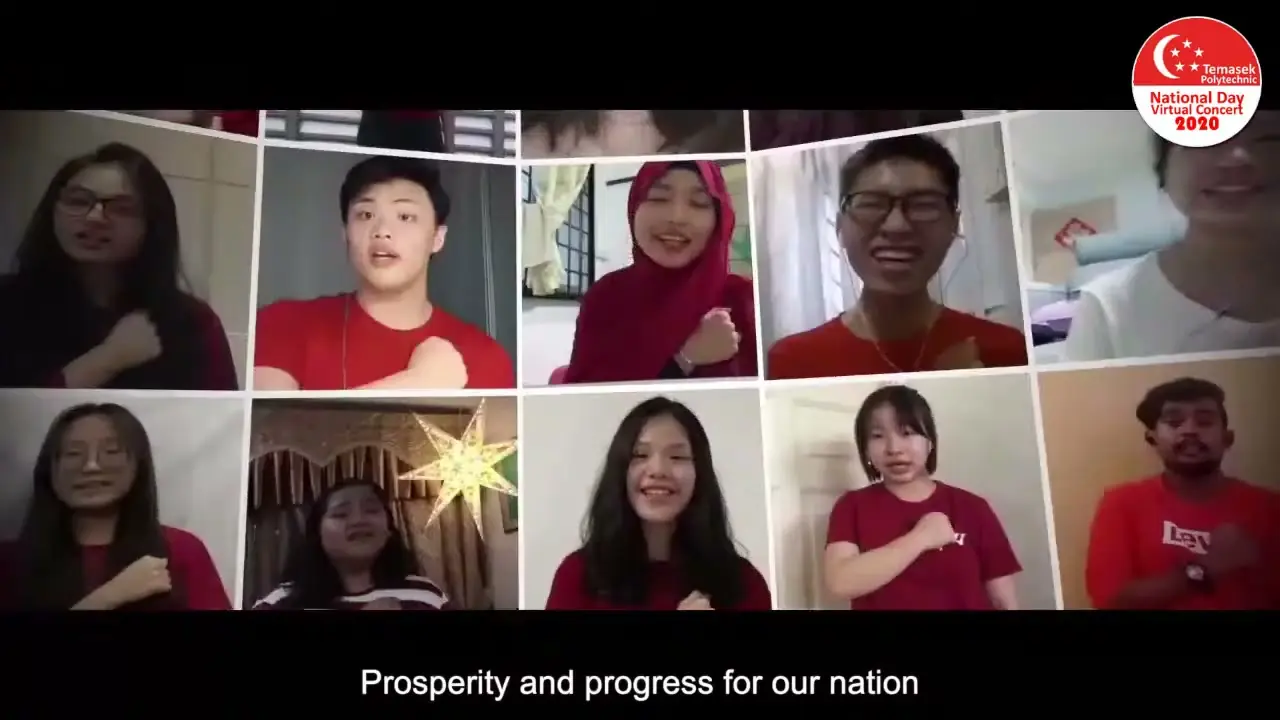 Temasek
Polytechnic
National Day
Virtual Concert
2020
Prosperity and progress for our nation